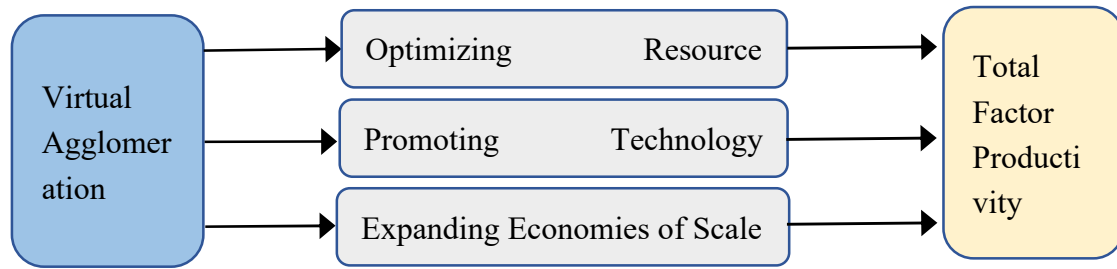 Virtual
Agglomer
ation
Optimizing Resource
Promoting Technology
Expanding Economies of Scale
Total
Factor
Producti
vity